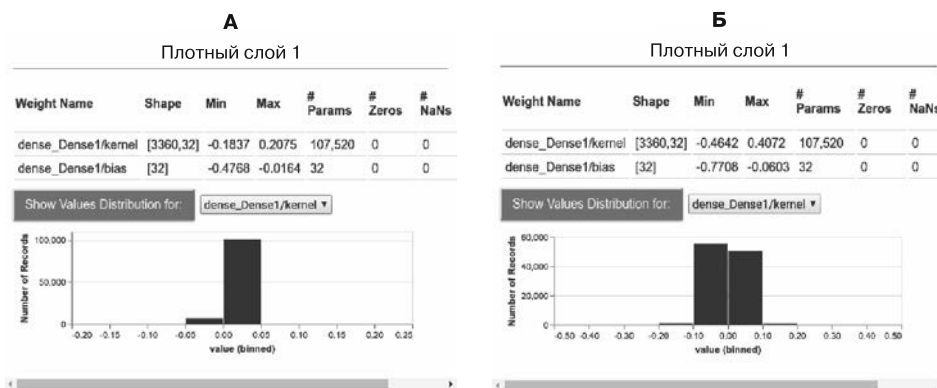 А
Плотный слой 1
Weight Name Shape Min Max # Params # Zeros # NaNs
dense_Dense1/kernel [3360,32] -0.1837 0.2075 107,520 0 0
dense_Dense1/bias [32] -0.4768 -0.0164 32 0 0
Show Values Distribution for: dense_Dense1/kernel
Number of Records
100,000
50,000
0
-0.20 -0.15 -0.10 -0.05 0.00 0.05 0.10 0.15 0.20 0.25
value (binned)
Б
Плотный слой 1
Weight Name Shape Min Max # Params # Zeros # NaNs
dense_Dense1/kernel [3360,32] -0.4642 0.4072 107,520 0 0
dense_Dense1/bias [32] -0.7708 -0.0603 32 0 0
Show Values Distribution for: dense_Dense1/kernel
Number of Records
60,000
40,000
20,000
0
-0.50 -0.40 -0.30 -0.20 -0.10 0.00 0.10 0.20 0.30 0.40 0.50
value (binned)